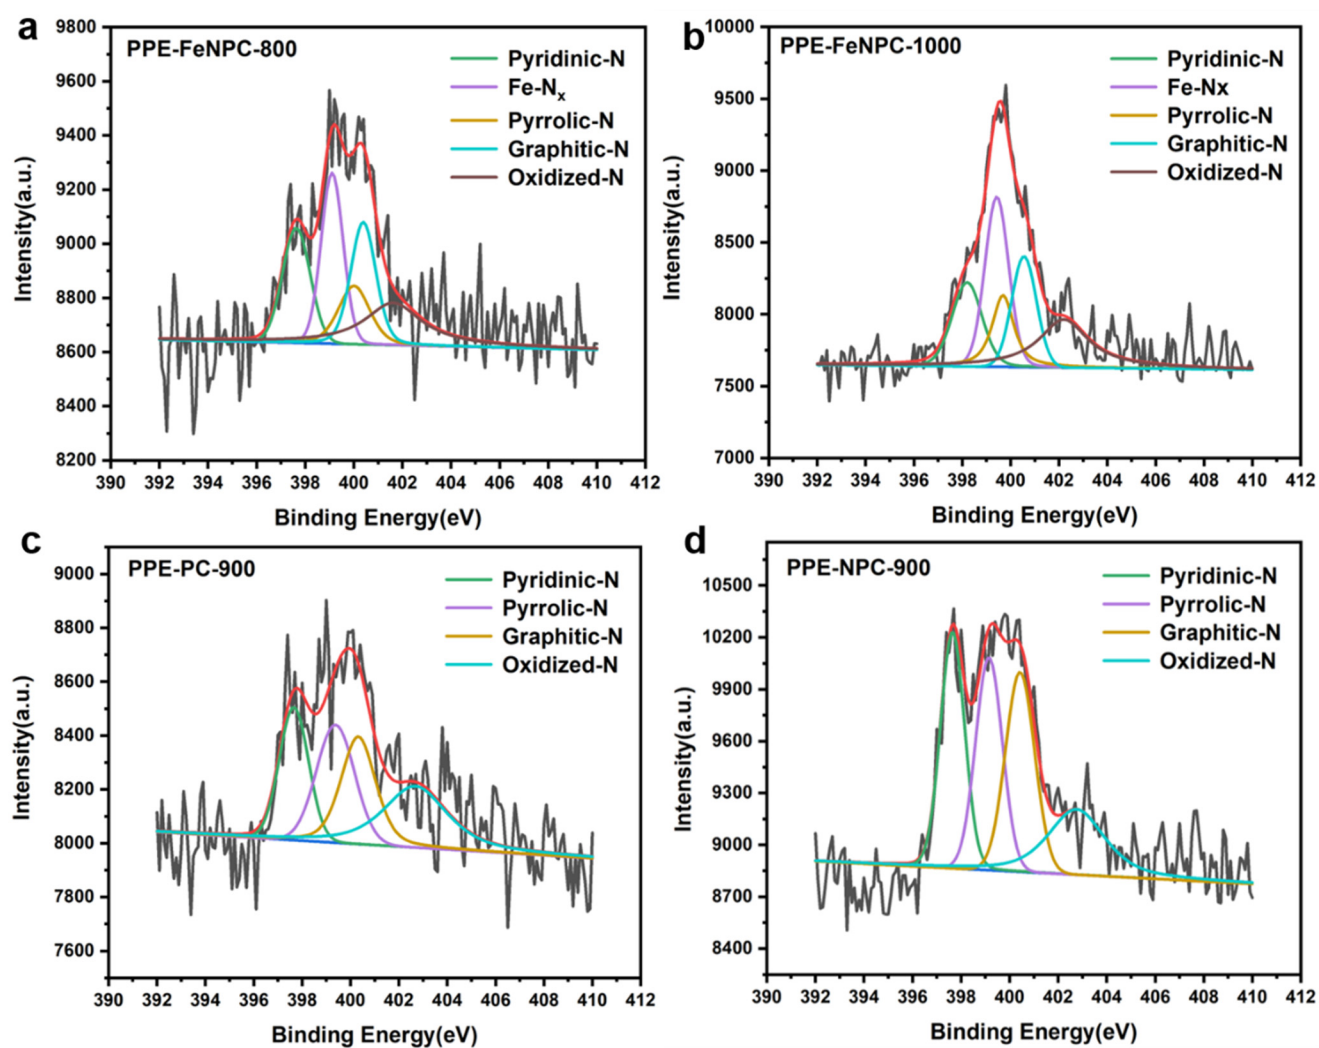 a
PPE-FeNPC-800
Pyridinic-N
Fe-Nx
Pyrrolic-N
Graphitic-N
Oxidized-N
9800
9600
9400
9200
9000
8800
8600
8400
8200
Intensity(a.u.)
390 392 394 396 398 400 402 404 406 408 410 412
Binding Energy(eV)
b
PPE-FeNPC-1000
Pyridinic-N
Fe-Nx
Pyrrolic-N
Graphitic-N
Oxidized-N
10000
9500
9000
8500
8000
7500
7000
Intensity(a.u.)
390 392 394 396 398 400 402 404 406 408 410 412
Binding Energy(eV)
c
PPE-PC-900
Pyridinic-N
Pyrrolic-N
Graphitic-N
Oxidized-N
9000
8800
8600
8400
8200
8000
7800
7600
Intensity(a.u.)
390 392 394 396 398 400 402 404 406 408 410 412
Binding Energy(eV)
d
PPE-NPC-900
Pyridinic-N
Pyrrolic-N
Graphitic-N
Oxidized-N
10500
10200
9900
9600
9300
9000
8700
8400
Intensity(a.u.)
390 392 394 396 398 400 402 404 406 408 410 412
Binding Energy(eV)